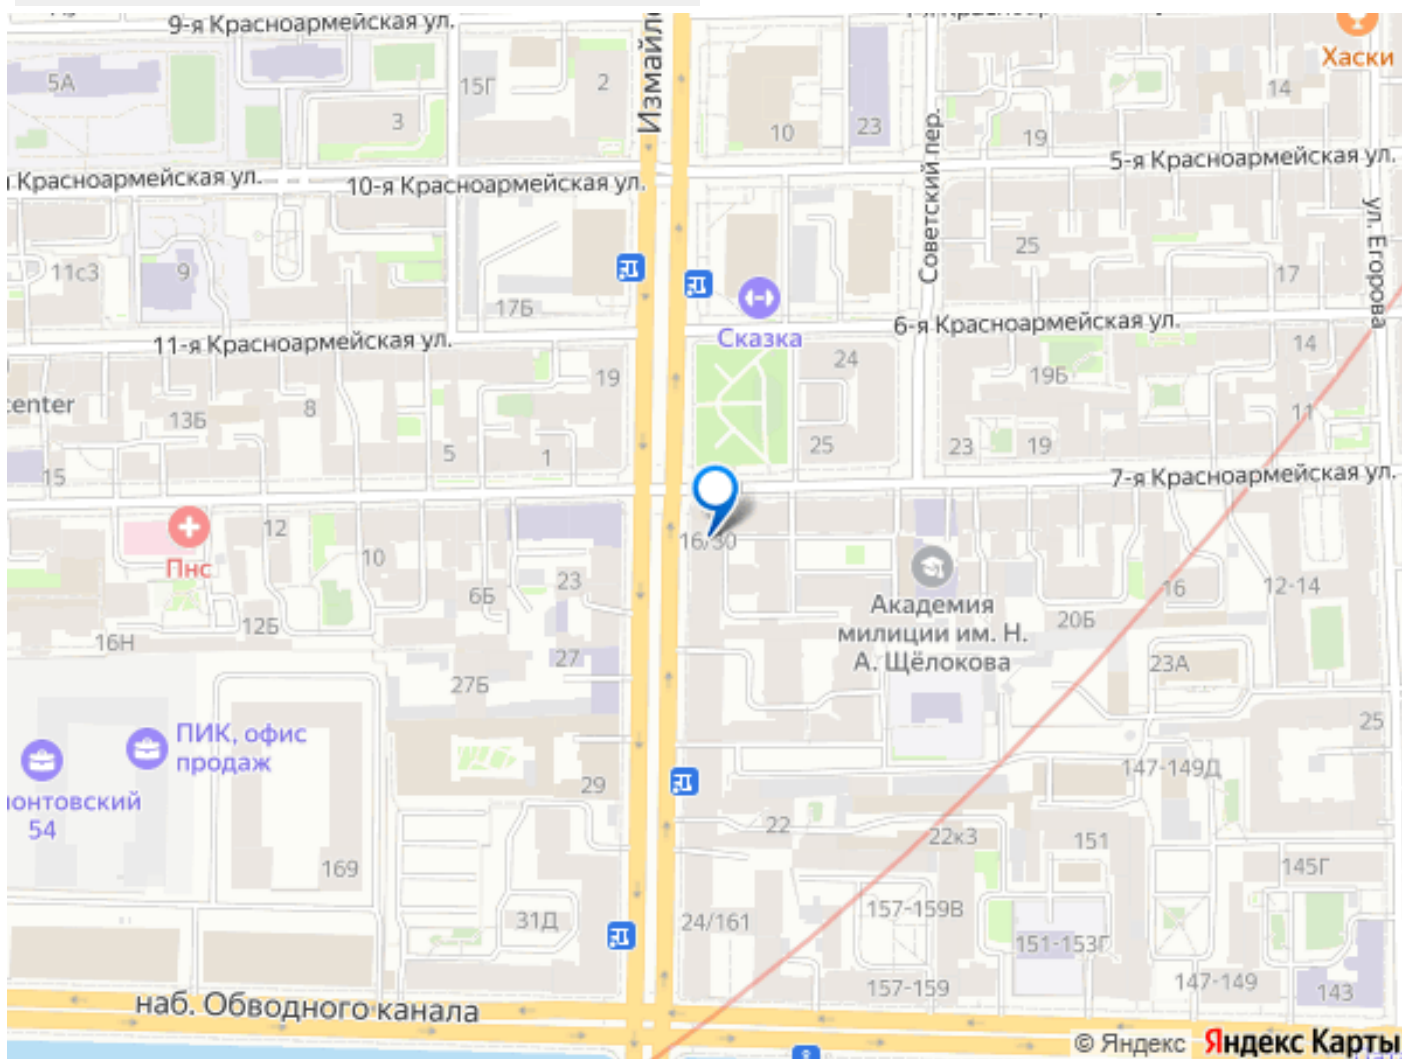 9-я Красноармейская ул.
Измайло
Хаски
5А
15Г
2
3
10
23
14
19
5-я Красноармейская ул.
Красноармейская ул.
10-я Красноармейская ул.
Советский пер.
ул. Егорова
11с3
9
17Б
25
17
Сказка
6-я Красноармейская ул.
11-я Красноармейская ул.
center
13Б
8
19
24
19Б
14
11
15
5
1
25
23
19
7-я Красноармейская ул.
16/30
Пнс
12
10
6Б
23
Академия
милиции им. Н.
А. Щёлокова
16
12-14
20Б
16Н
12Б
27
27Б
23А
25
ПИК, офис
продаж
онтовский
54
29
147-149Д
22
22к3
151
169
145Г
31Д
24/161
157-159В
151-153Г
157-159
147-149
143
наб. Обводного канала
© Яндекс
Яндекс Карты